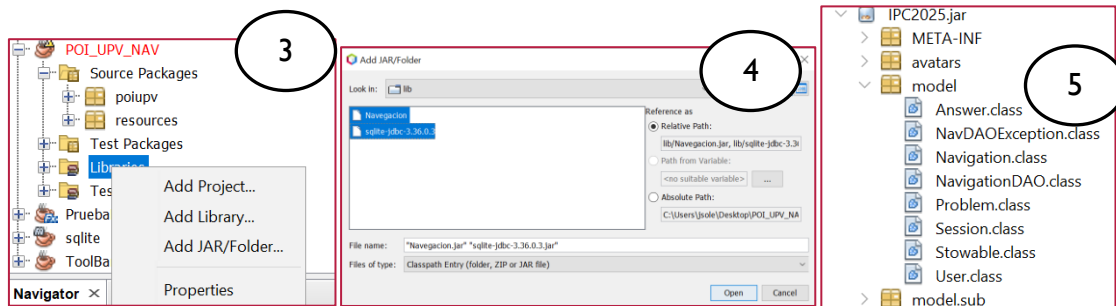 POI_UPV_NAV
Source Packages
poiupv
resources
Test Packages
Libraries
Tes
Prueba
sqlite
ToolBa
Add Project...
Add Library...
Add JAR/Folder...
Properties
Navigator ×
3
Add JAR/Folder
Look in: lib
Navegacion
sqlite-jdbc-3.36.0.3
Reference as
Relative Path:
lib/Navegacion.jar, lib/sqlite-jdbc-3.3
Path from Variable:
<no suitable variable> ...
Absolute Path:
C:\Users\jsole\Desktop\POI_UPV_NA
File name: "Navegacion.jar" "sqlite-jdbc-3.36.0.3.jar"
Files of type: Classpath Entry (folder, ZIP or JAR file)
Open Cancel
4
IPC2025.jar
META-INF
avatars
model
Answer.class
NavDAOException.class
Navigation.class
NavigationDAO.class
Problem.class
Session.class
Stowable.class
User.class
model.sub
5